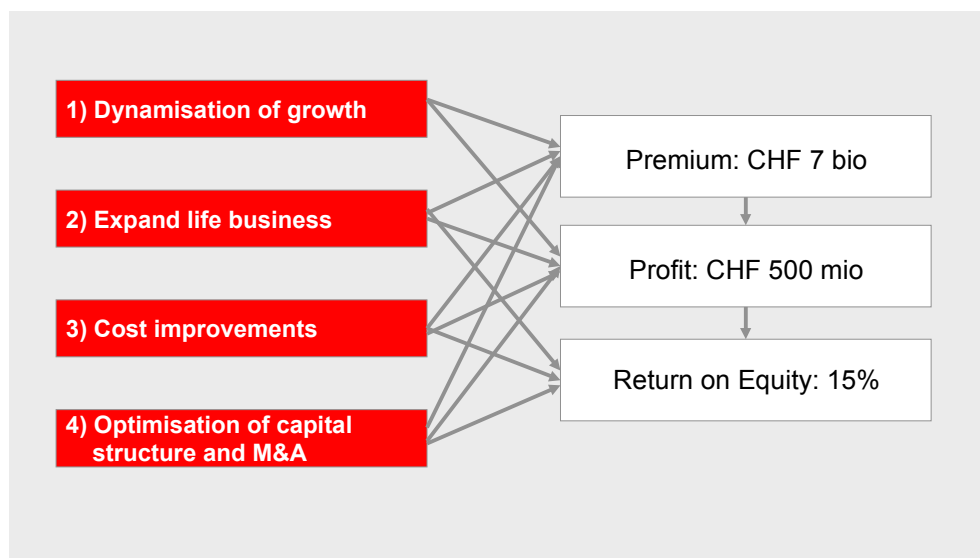 1) Dynamisation of growth
2) Expand life business
3) Cost improvements
4) Optimisation of capital
structure and M&A
Premium: CHF 7 bio
Profit: CHF 500 mio
Return on Equity: 15%